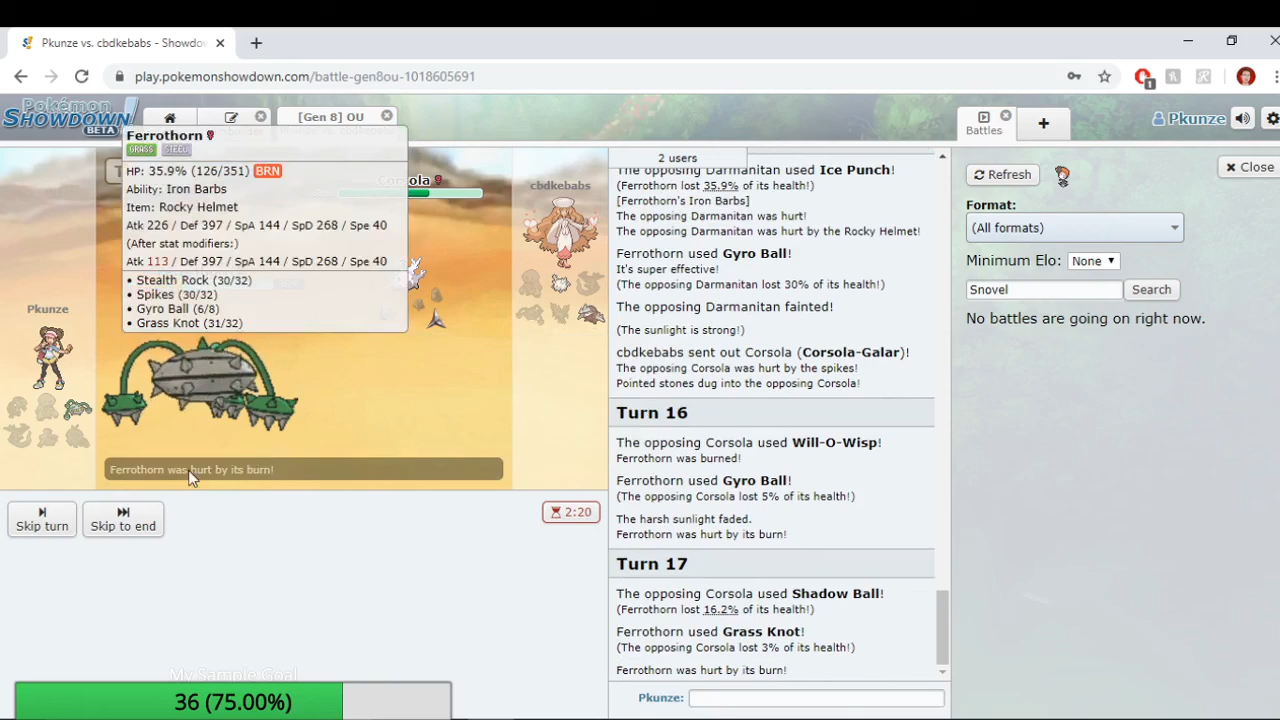 Pkunze vs. cbdkebabs - Showdow
play.pokemonshowdown.com/battle-gen8ou-1018605691
1
Pokémon
SHOWDOWN
BETA
[Gen 8] OU
Battles
Pkunze
Ferrothorn
GRASS STEEL
HP: 35.9% (126/351) BRN
Ability: Iron Barbs
Item: Rocky Helmet
Atk 226 / Def 397 / SpA 144 / SpD 268 / Spe 40
(After stat modifiers:)
Atk 113 / Def 397 / SpA 144 / SpD 268 / Spe 40
• Stealth Rock (30/32)
• Spikes (30/32)
• Gyro Ball (6/8)
• Grass Knot (31/32)
Corsola
cbdkebabs
Pkunze
Ferrothorn was hurt by its burn!
Skip turn
Skip to end
2:20
My Sample Goal
36 (75.00%)
2 users
The opposing Darmanitan used Ice Punch!
(Ferrothorn lost 35.9% of its health!)
[Ferrothorn's Iron Barbs]
The opposing Darmanitan was hurt!
The opposing Darmanitan was hurt by the Rocky Helmet!
Ferrothorn used Gyro Ball!
It's super effective!
(The opposing Darmanitan lost 30% of its health!)
The opposing Darmanitan fainted!
(The sunlight is strong!)
cbdkebabs sent out Corsola (Corsola-Galar)!
The opposing Corsola was hurt by the spikes!
Pointed stones dug into the opposing Corsola!
Turn 16
The opposing Corsola used Will-O-Wisp!
Ferrothorn was burned!
Ferrothorn used Gyro Ball!
(The opposing Corsola lost 5% of its health!)
The harsh sunlight faded.
Ferrothorn was hurt by its burn!
Turn 17
The opposing Corsola used Shadow Ball!
(Ferrothorn lost 16.2% of its health!)
Ferrothorn used Grass Knot!
(The opposing Corsola lost 3% of its health!)
Ferrothorn was hurt by its burn!
Pkunze:
Refresh
Close
Format:
(All formats)
Minimum Elo: None
Snovel
Search
No battles are going on right now.